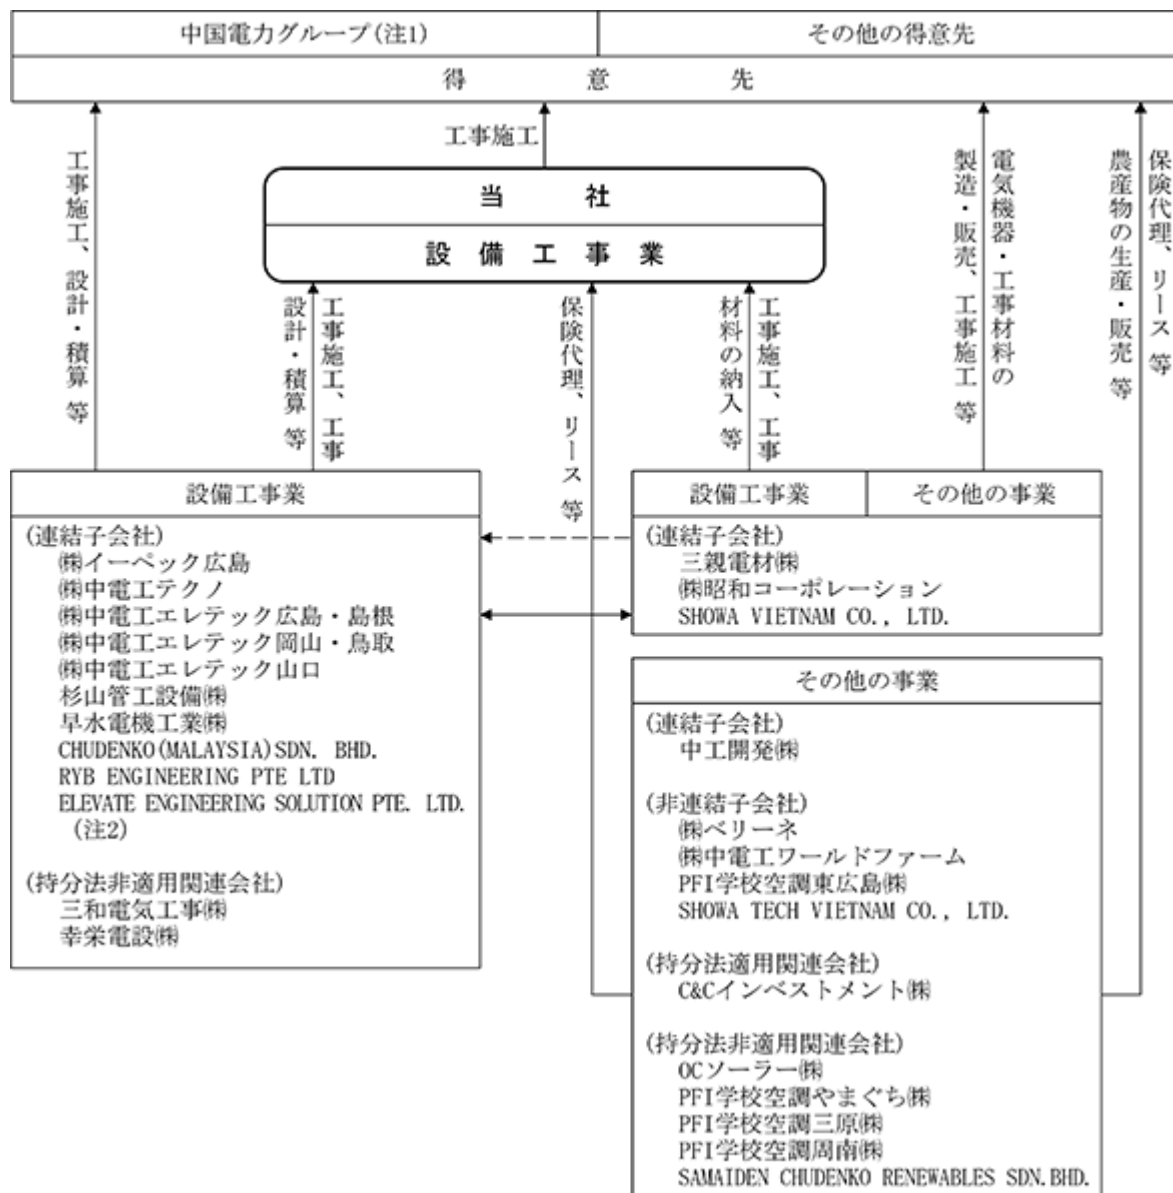 中国電力グループ(注1)
その他の得意先
得意先
工事施工
当社
設備工事業
工事施工、設計・積算 等
工事施工、工事
設計・積算 等
保険代理、リース 等
工事施工、工事
材料の納入 等
電気機器・工事材料の
製造・販売、工事施工 等
保険代理、リース 等
農産物の生産・販売 等
設備工事業
(連結子会社)
㈱イーペック広島
㈱中電工テクノ
㈱中電工エレテック広島・島根
㈱中電工エレテック岡山・鳥取
㈱中電工エレテック山口
杉山管工設備㈱
早水電機工業㈱
CHUDENKO(MALAYSIA)SDN. BHD.
RYB ENGINEERING PTE LTD
ELEVATE ENGINEERING SOLUTION PTE. LTD.
(注2)
(持分法非適用関連会社)
三和電気工事㈱
幸栄電設㈱
設備工事業
その他の事業
(連結子会社)
三親電材㈱
㈱昭和コーポレーション
SHOWA VIETNAM CO., LTD.
その他の事業
(連結子会社)
中工開発㈱
(非連結子会社)
㈱ベリーネ
㈱中電工ワールドファーム
PFI学校空調東広島㈱
SHOWA TECH VIETNAM CO., LTD.
(持分法適用関連会社)
C&Cインベストメント㈱
(持分法非適用関連会社)
OCソーラー㈱
PFI学校空調やまぐち㈱
PFI学校空調三原㈱
PFI学校空調周南㈱
SAMAIDEN CHUDENKO RENEWABLES SDN.BHD.